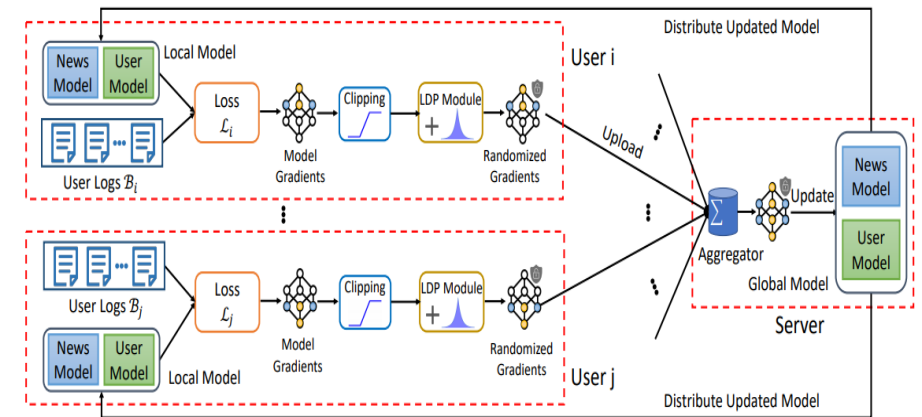 Distribute Updated Model
Local Model
News
Model
User
Model
User i
Loss
ℒi
Clipping
LDP Module
+
Model
Gradients
Randomized
Gradients
User Logs ℬi
Upload
User Logs ℬj
Loss
ℒj
Clipping
LDP Module
+
Model
Gradients
Randomized
Gradients
News
Model
User
Model
Local Model
User j
Σ
Aggregator
Update
Global Model
News
Model
User
Model
Server
Distribute Updated Model